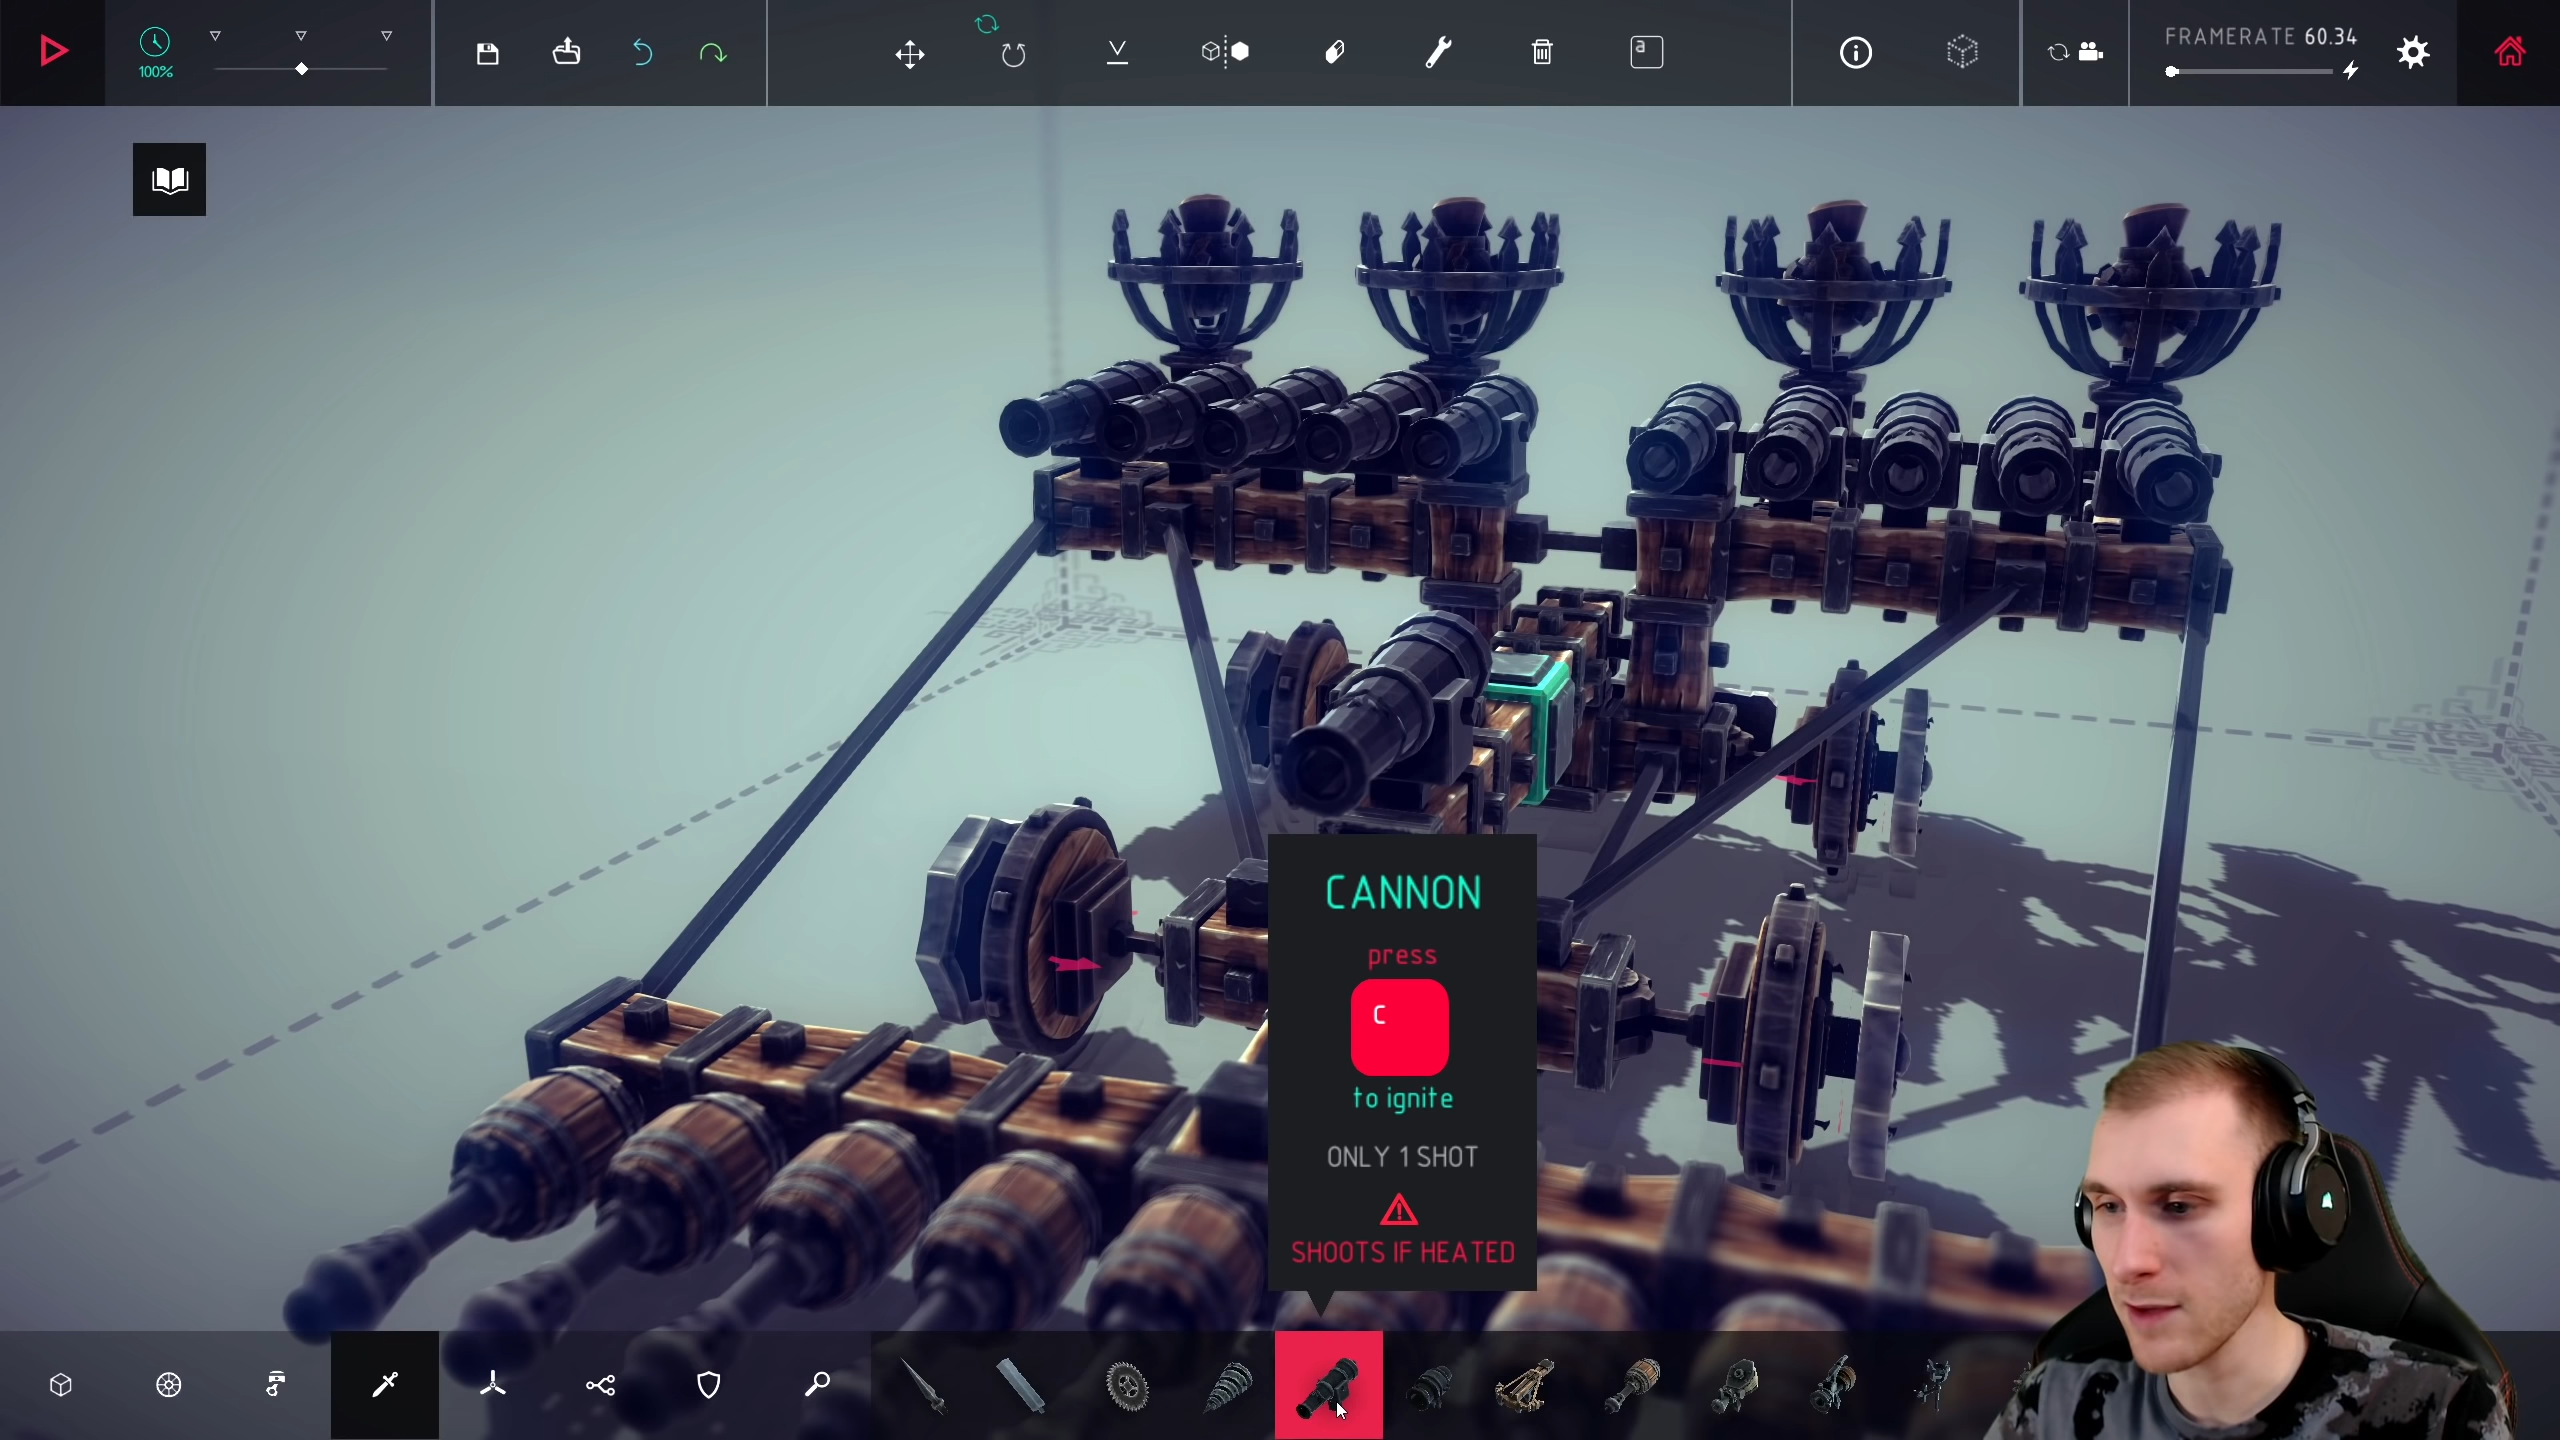 100%
a
FRAMERATE 60.34
CANNON
press
C
to ignite
ONLY 1 SHOT
SHOOTS IF HEATED